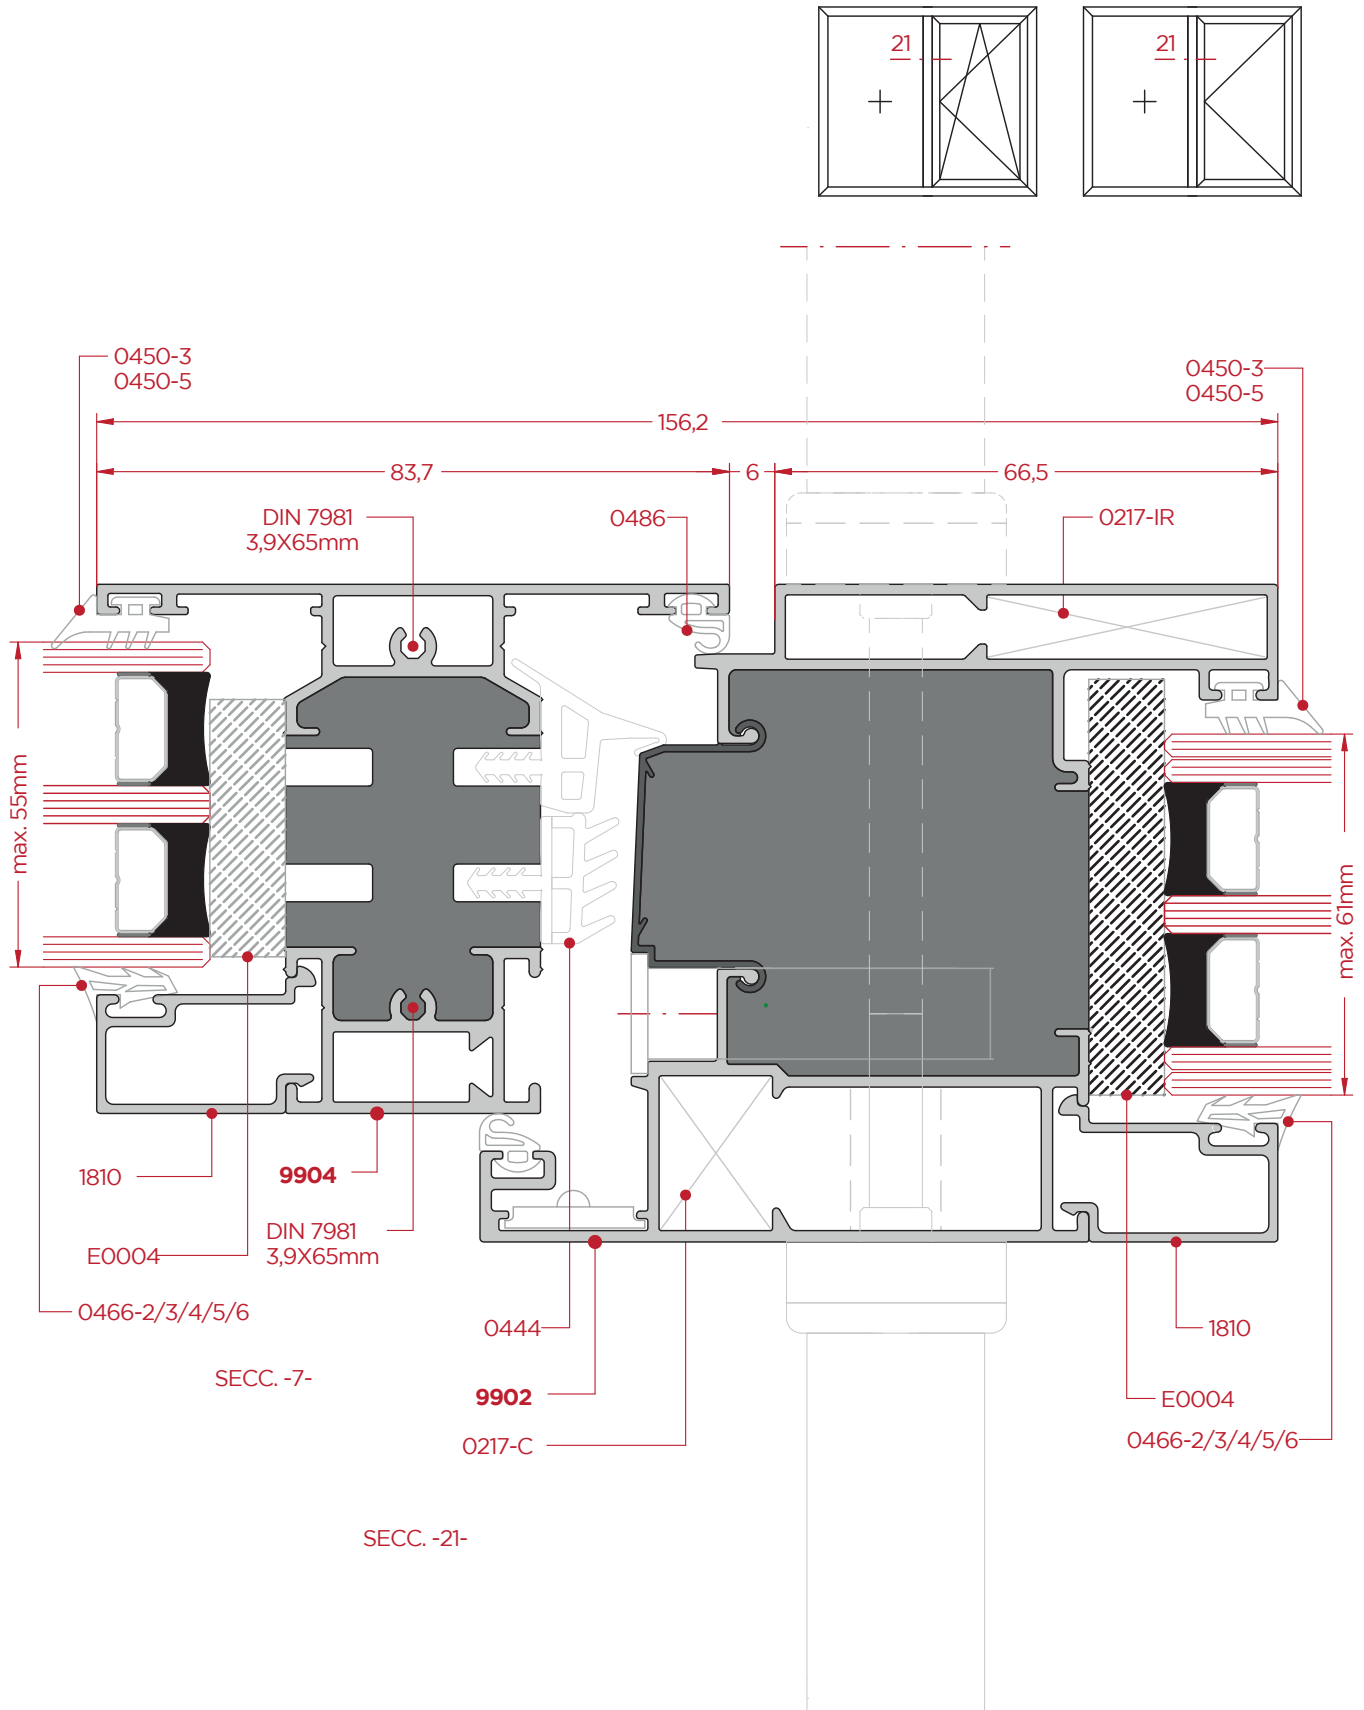 21
21
0450-3
0450-5
0450-3
0450-5
156,2
83,7
6
66,5
DIN 7981
3,9X65mm
0486
0217-IR
max. 55mm
max. 61mm
1810
9904
DIN 7981
3,9X65mm
E0004
0466-2/3/4/5/6
0444
1810
SECC. -7-
9902
E0004
0217-C
0466-2/3/4/5/6
SECC. -21-